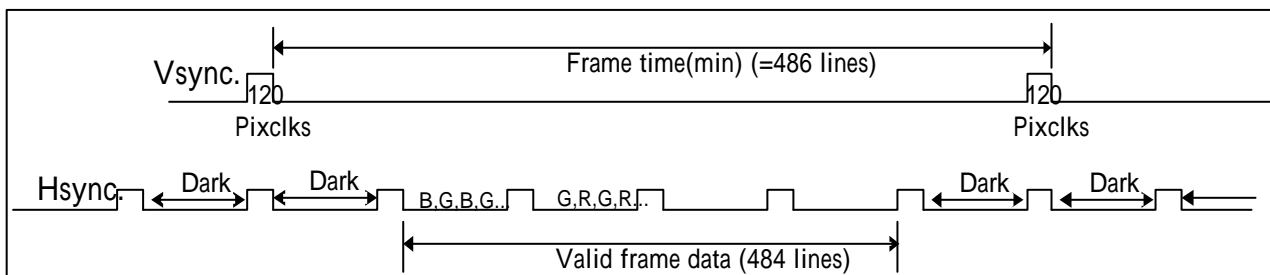 Frame time(min) (=486 lines)
Vsync.
120 120
Pixclks Pixclks
Hsync. Dark Dark B,G,B,G.. G,R,G,R... Dark Dark
Valid frame data (484 lines)